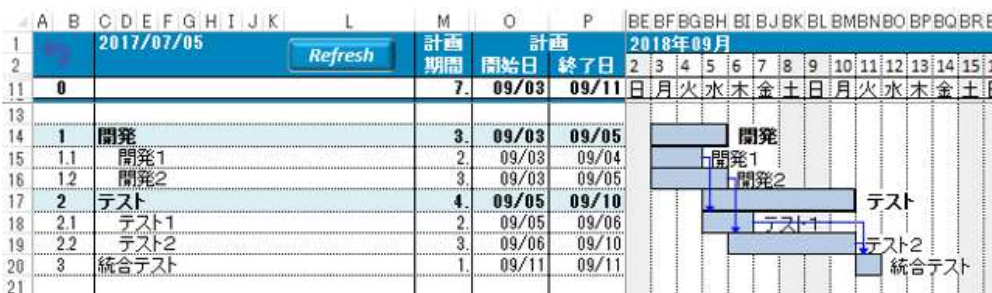 A B C D E F G H I J K L M O P BE BF BG BH BI BJ BK BL BM BN BO BP BQ BR
1 2017/07/05 Refresh 計画 計画 2018年09月
2 期間 開始日 終了日 2 3 4 5 6 7 8 9 10 11 12 13 14 15
11 0 7. 09/03 09/11 日 月 火 水 木 金 土 日 月 火 水 木 金 土
13
14 1 開発 3. 09/03 09/05 開発
15 1.1 開発1 2. 09/03 09/04 開発1
16 1.2 開発2 3. 09/03 09/05 開発2
17 2 テスト 4. 09/05 09/10 テスト
18 2.1 テスト1 2. 09/05 09/06 テスト1
19 2.2 テスト2 3. 09/06 09/10 テスト2
20 3 統合テスト 1. 09/11 09/11 統合テスト
21